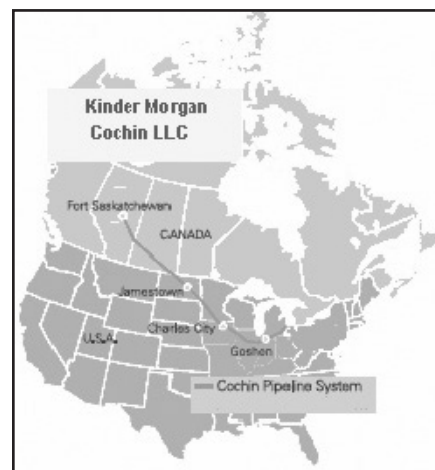 Kinder Morgan
Cochin LLC
Fort Saskatchewan
CANADA
Jamestown
Charles City
U.S.A.
Goshen
Cochin Pipeline System